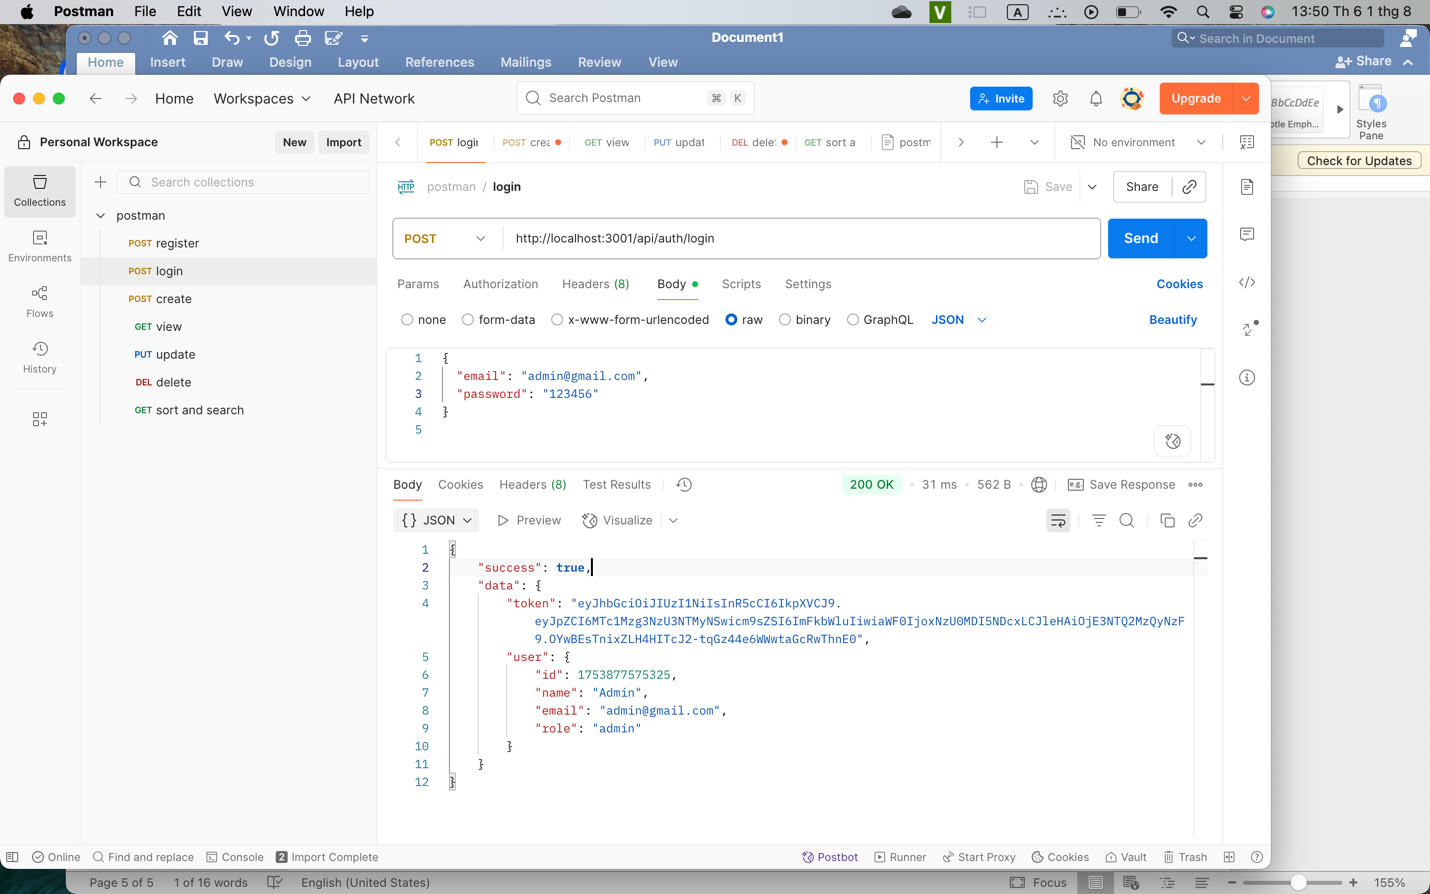 Postman File Edit View Window Help
V A 13:50 Th 6 1 thg 8
Document1
Search in Document
Home Insert Draw Design Layout References Mailings Review View
Share
Home Workspaces API Network
Search Postman ⌘ K
Invite
Upgrade
BbCcDdEe
tle Emph...
Styles
Pane
Check for Updates
Personal Workspace
New Import
POST login
POST crea
GET view
PUT updat
DEL delet
GET sort a
postm
No environment
Collections
Environments
Flows
History
Search collections
postman
POST register
POST login
POST create
GET view
PUT update
DEL delete
GET sort and search
HTTP postman / login
Save
Share
POST http://localhost:3001/api/auth/login
Send
Params Authorization Headers (8) Body Scripts Settings
Cookies
none form-data x-www-form-urlencoded raw binary GraphQL JSON
Beautify
1 {
2 "email": "admin@gmail.com",
3 "password": "123456"
4 }
5
Body Cookies Headers (8) Test Results
200 OK • 31 ms • 562 B
e.g. Save Response
{} JSON Preview Visualize
1 {
2 "success": true,
3 "data": {
4 "token": "eyJhbGciOiJIUzI1NiIsInR5cCI6IkpXVCJ9.
eyJpZCI6MTc1Mzg3NzU3NTMyNSwicm9sZSI6ImFkbWluIiwiaWF0IjoxNzU0MDI5NDcxLCJleHAiOjE3NTQ2MzQyNzF
9.OYwBEsTnixZLH4HITcJ2-tqGz44e6WWwtaGcRwThnE0",
5 "user": {
6 "id": 1753877575325,
7 "name": "Admin",
8 "email": "admin@gmail.com",
9 "role": "admin"
10 }
11 }
12 }
Online Find and replace Console 2 Import Complete
Postbot Runner Start Proxy Cookies Vault Trash
Page 5 of 5 1 of 16 words English (United States)
Focus
155%